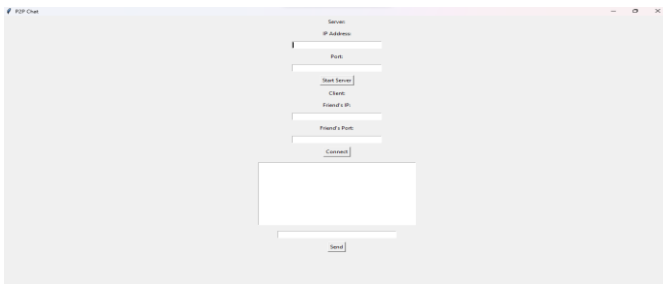 P2P Chat
Server:
IP Address:
Port:
Start Server
Client:
Friend's IP:
Friend's Port:
Connect
Send